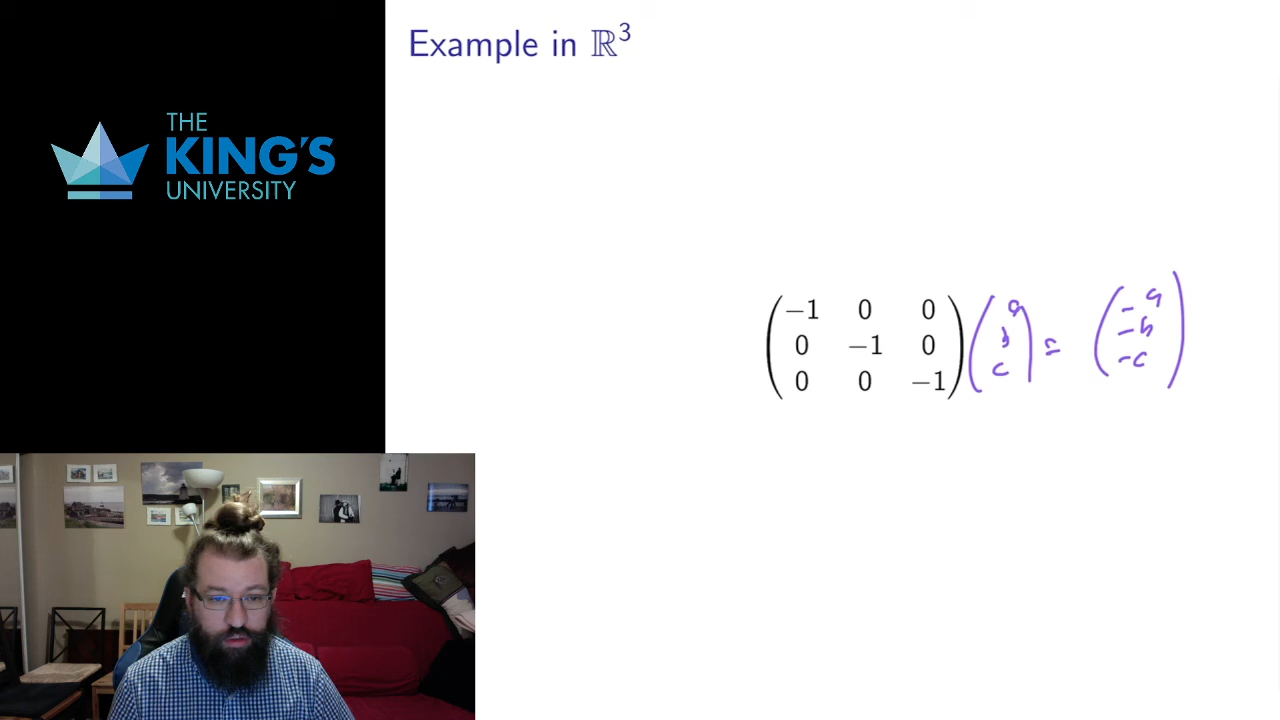 THE
KING'S
UNIVERSITY
Example in ℝ³
−1 0 0 a = −a
0 −1 0 b −b
0 0 −1 c −c